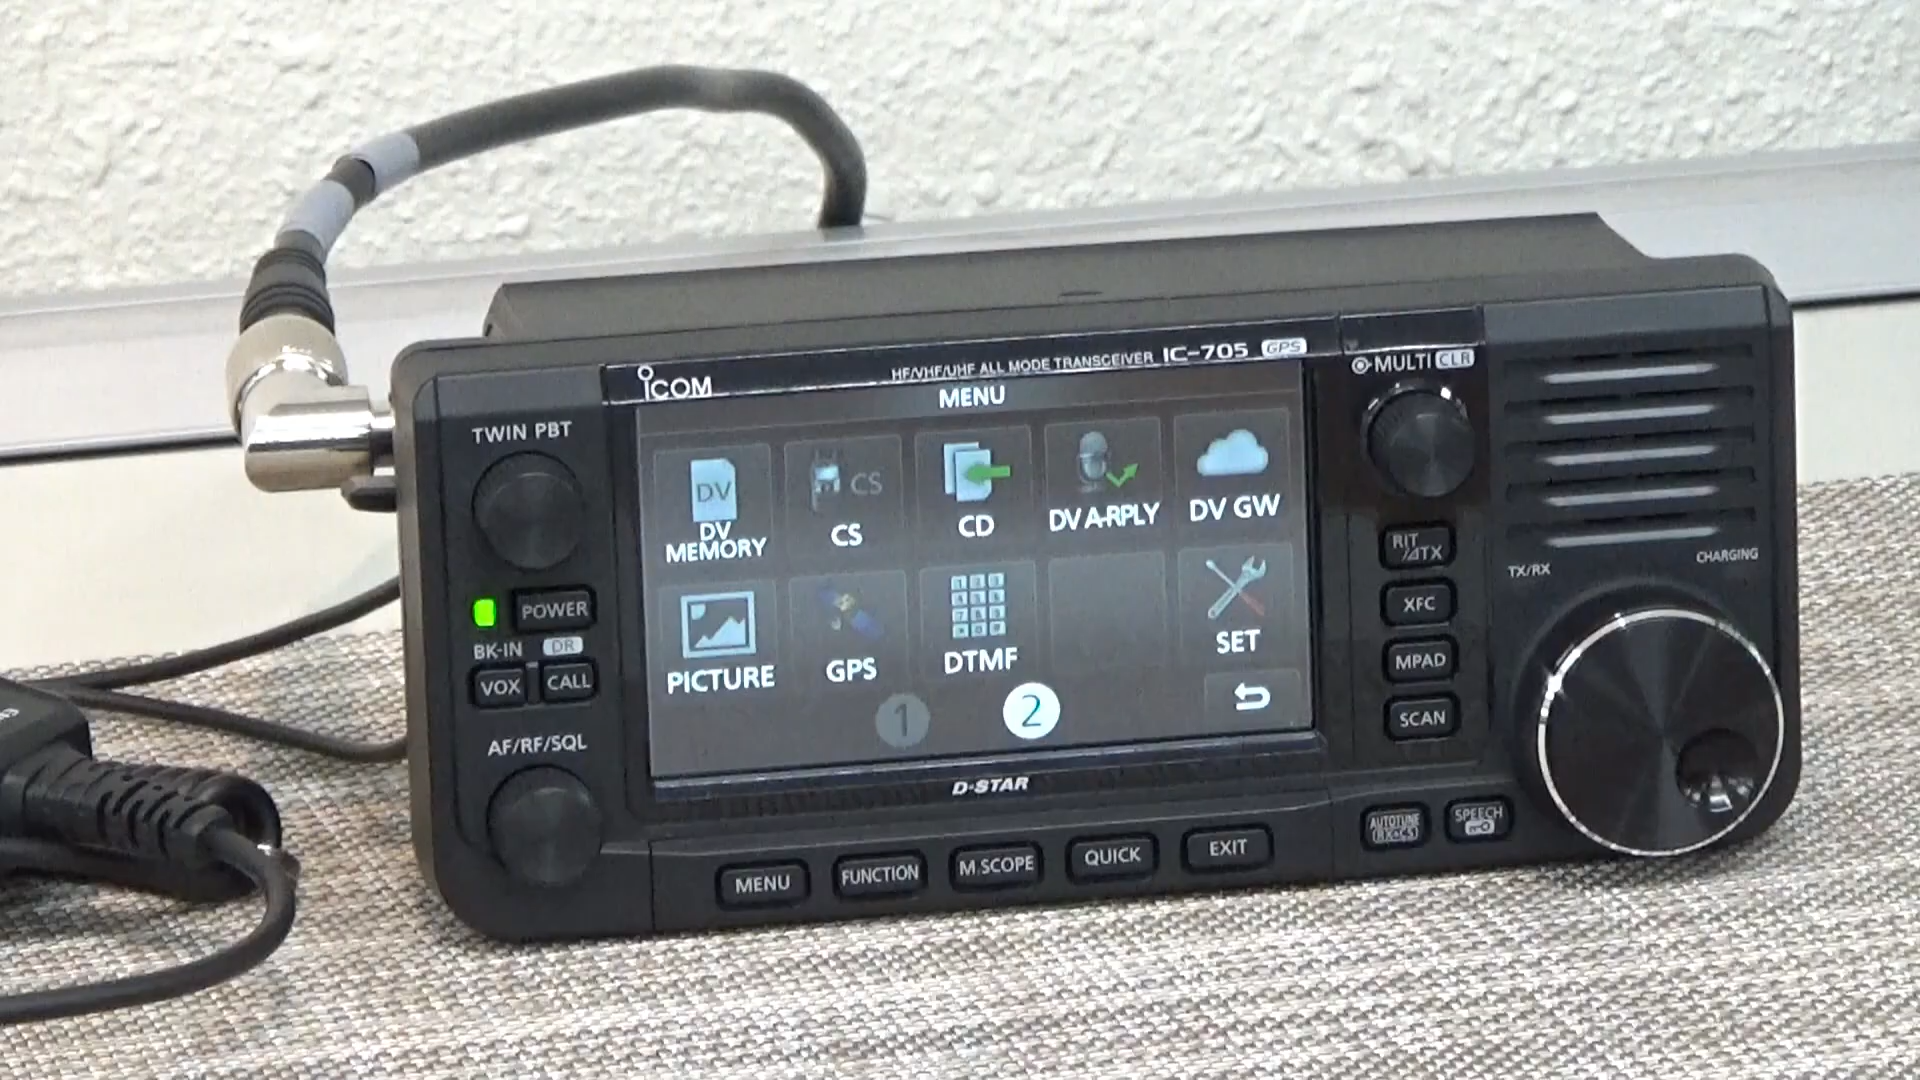 ICOM
HF/VHF/UHF ALL MODE TRANSCEIVER IC-705 GPS
MULTI CLR
MENU
TWIN PBT
DV
DV MEMORY
CS
CS
CD
DV A-RPLY
DV GW
RIT
/⊿TX
TX/RX
CHARGING
POWER
XFC
BK-IN
DR
VOX
CALL
PICTURE
GPS
DTMF
SET
MPAD
1
2
SCAN
AF/RF/SQL
D-STAR
AUTOTUNE
RX→CS
SPEECH
MENU
FUNCTION
M.SCOPE
QUICK
EXIT